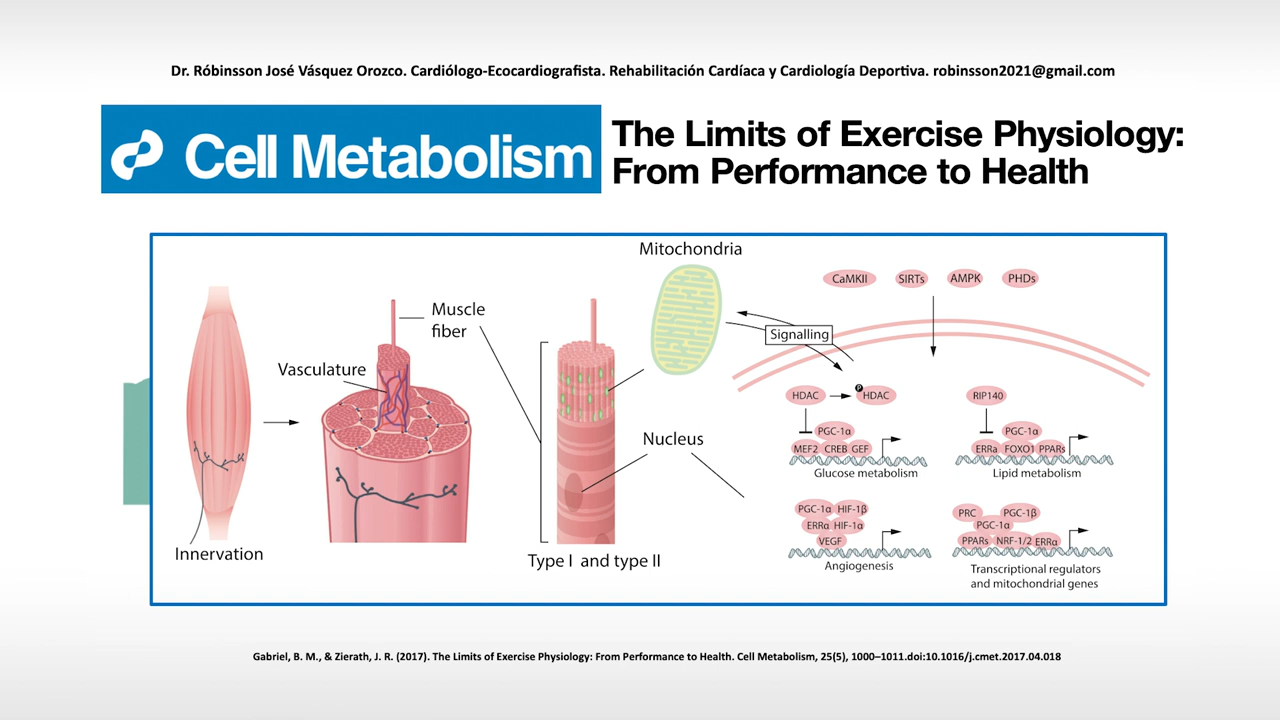 Dr. Róbinsson José Vásquez Orozco. Cardiólogo-Ecocardiografista. Rehabilitación Cardíaca y Cardiología Deportiva. robinsson2021@gmail.com
Cell Metabolism
The Limits of Exercise Physiology:
From Performance to Health
Mitochondria
Muscle
fiber
Vasculature
Innervation
Nucleus
Type I and type II
Signalling
CaMKII
SIRTs
AMPK
PHDs
HDAC
P
HDAC
PGC-1α
MEF2 CREB GEF
Glucose metabolism
RIP140
PGC-1α
ERRa FOXO1 PPARs
Lipid metabolism
PGC-1α HIF-1β
ERRα HIF-1α
VEGF
Angiogenesis
PRC PGC-1β
PGC-1α
PPARs NRF-1/2 ERRα
Transcriptional regulators
and mitochondrial genes
Gabriel, B. M., & Zierath, J. R. (2017). The Limits of Exercise Physiology: From Performance to Health. Cell Metabolism, 25(5), 1000–1011.doi:10.1016/j.cmet.2017.04.018